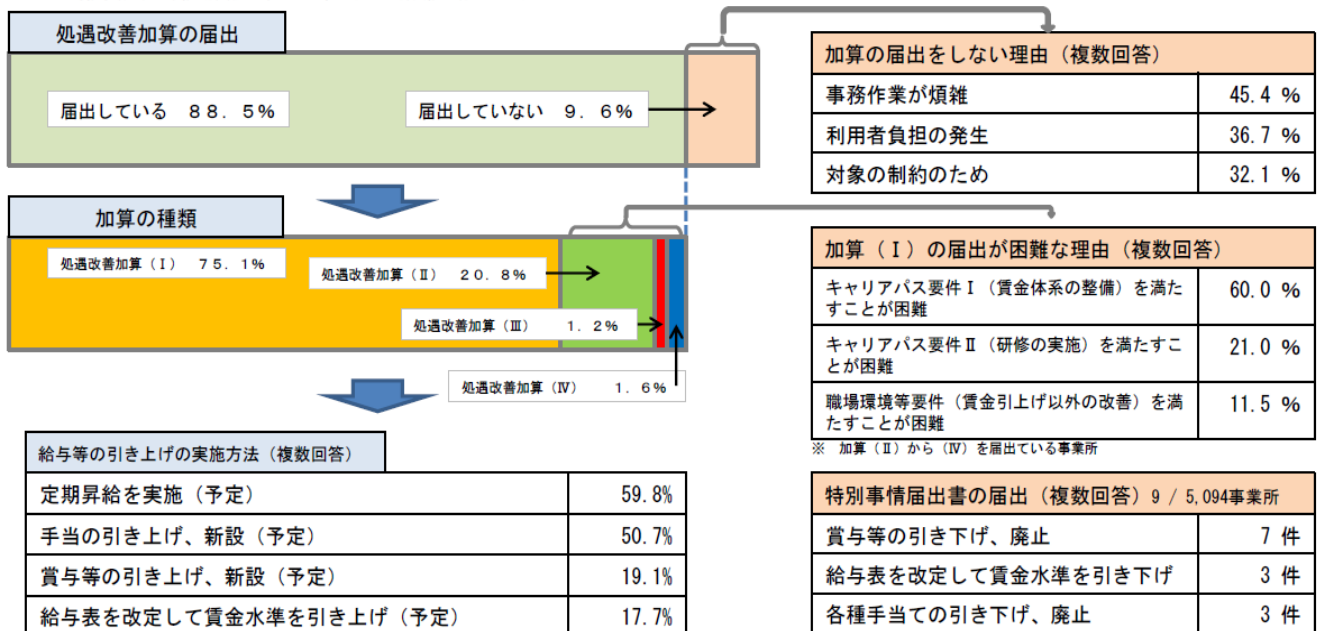 処遇改善加算の届出
届出している 88.5%
届出していない 9.6%
加算の種類
処遇改善加算(Ⅰ) 75.1%
処遇改善加算(Ⅱ) 20.8%
処遇改善加算(Ⅲ) 1.2%
処遇改善加算(Ⅳ) 1.6%
給与等の引き上げの実施方法(複数回答)
定期昇給を実施(予定) 59.8%
手当の引き上げ、新設(予定) 50.7%
賞与等の引き上げ、新設(予定) 19.1%
給与表を改定して賃金水準を引き上げ(予定) 17.7%
加算の届出をしない理由(複数回答)
事務作業が煩雑 45.4 %
利用者負担の発生 36.7 %
対象の制約のため 32.1 %
加算(Ⅰ)の届出が困難な理由(複数回答)
キャリアパス要件Ⅰ(賃金体系の整備)を満た
すことが困難 60.0 %
キャリアパス要件Ⅱ(研修の実施)を満たすこ
とが困難 21.0 %
職場環境等要件(賃金引上げ以外の改善)を満
たすことが困難 11.5 %
※ 加算(Ⅱ)から(Ⅳ)を届出ている事業所
特別事情届出書の届出(複数回答)9 / 5,094事業所
賞与等の引き下げ、廃止 7 件
給与表を改定して賃金水準を引き下げ 3 件
各種手当ての引き下げ、廃止 3 件